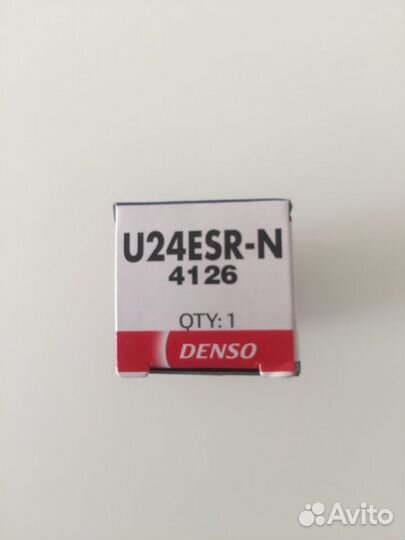 U24ESR-N
4126
QTY: 1
DENSO
Avito